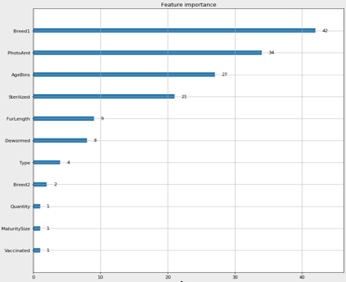 Feature importance
Breed1 42
PhotoAmt 34
AgeBins 27
Sterilized 21
FurLength 9
Dewormed 8
Type 4
Breed2 2
Quantity 1
MaturitySize 1
Vaccinated 1
0 10 20 30 40